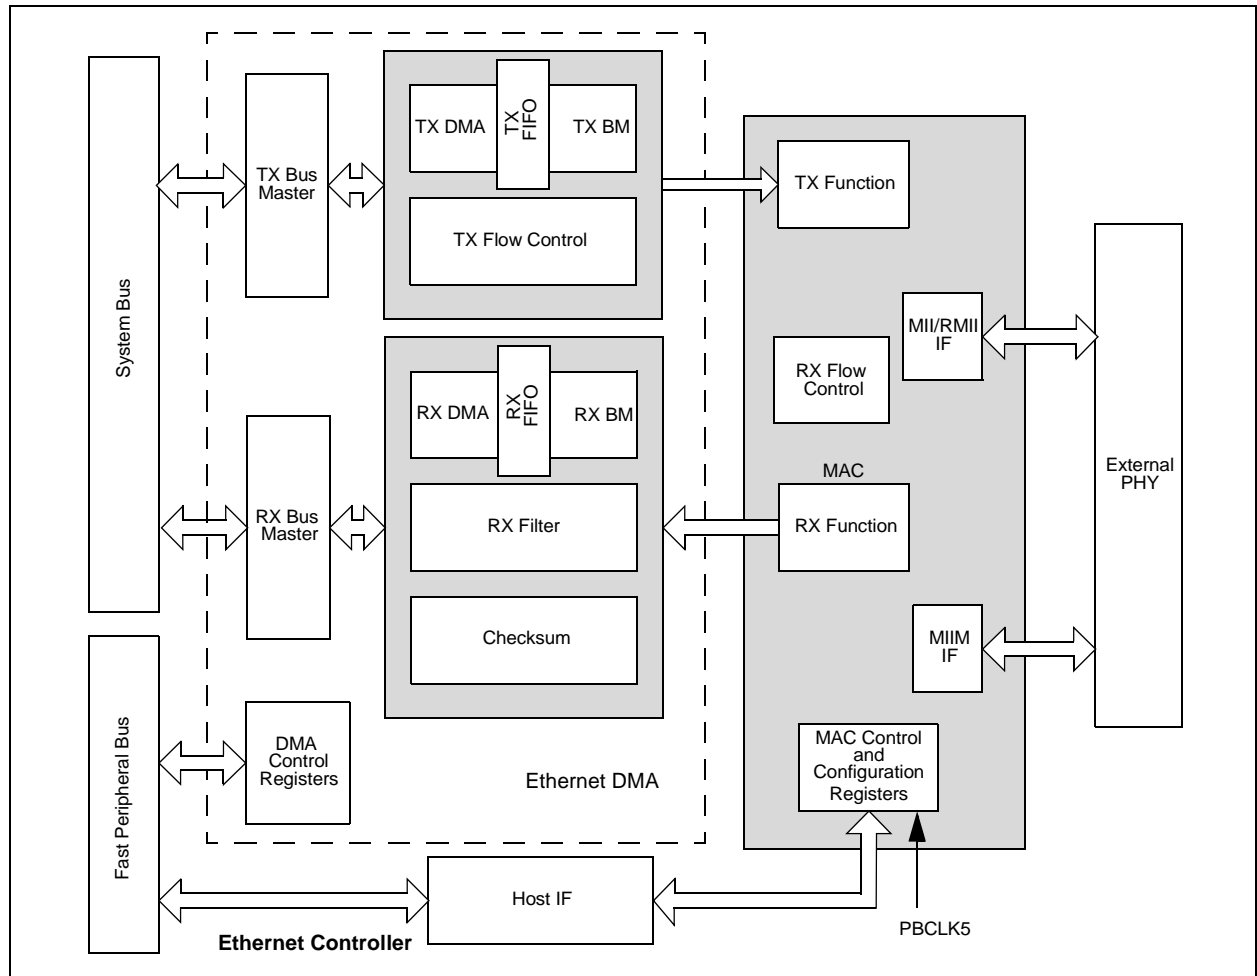 System Bus
Fast Peripheral Bus
TX Bus
Master
TX DMA
TX
FIFO
TX BM
TX Flow Control
RX Bus
Master
RX DMA
RX
FIFO
RX BM
RX Filter
Checksum
DMA
Control
Registers
Ethernet DMA
TX Function
MII/RMII
IF
RX Flow
Control
MAC
RX Function
MIIM
IF
MAC Control
and
Configuration
Registers
External
PHY
Host IF
PBCLK5
Ethernet Controller